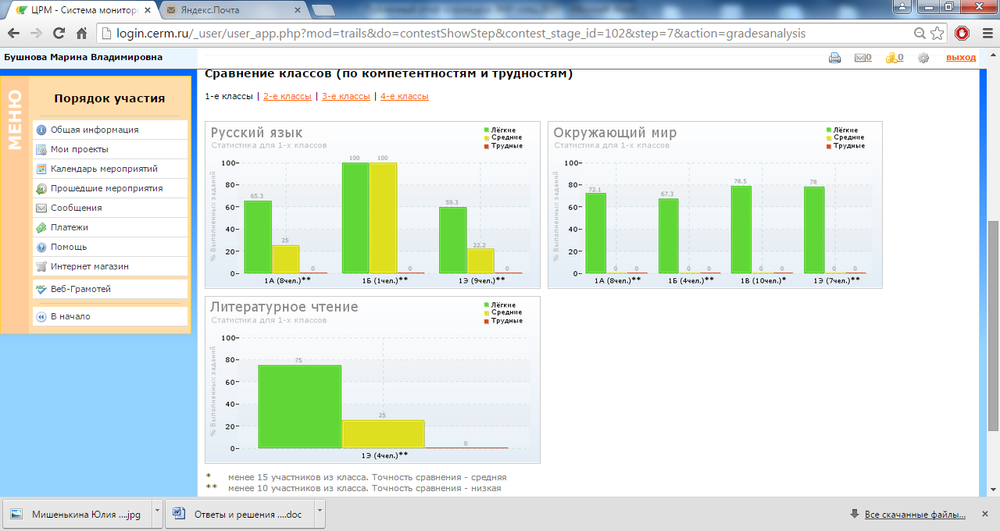 ЦРМ - Система монитор
Яндекс.Почта
login.cerm.ru/_user/user_app.php?mod=trails&do=contestShowStep&contest_stage_id=102&step=7&action=gradesanalysis
Бушнова Марина Владимировна
0
0
выход
МЕНЮ
Порядок участия
Общая информация
Мои проекты
Календарь мероприятий
Прошедшие мероприятия
Сообщения
Платежи
Помощь
Интернет магазин
ABC
Веб-Грамотей
В начало
Сравнение классов (по компетентностям и трудностям)
1-е классы | 2-е классы | 3-е классы | 4-е классы
Русский язык
Статистика для 1-х классов
Лёгкие
Средние
Трудные
% Выполненных заданий
100
80
60
40
20
0
65.3
25
0
100
100
0
59.3
22.2
0
1А (8чел.)**
1Б (1чел.)**
1Э (9чел.)**
Окружающий мир
Статистика для 1-х классов
Лёгкие
Средние
Трудные
% Выполненных заданий
100
80
60
40
20
0
72.1
0
0
67.3
0
0
78.5
0
0
78
0
0
1А (8чел.)**
1Б (4чел.)**
1В (10чел.)*
1Э (7чел.)**
Литературное чтение
Статистика для 1-х классов
Лёгкие
Средние
Трудные
% Выполненных заданий
100
80
60
40
20
0
75
25
0
1Э (4чел.)**
* менее 15 участников из класса. Точность сравнения - средняя
** менее 10 участников из класса. Точность сравнения - низкая
Мишенькина Юлия ....jpg
Ответы и решения ....doc
Все скачанные файлы...